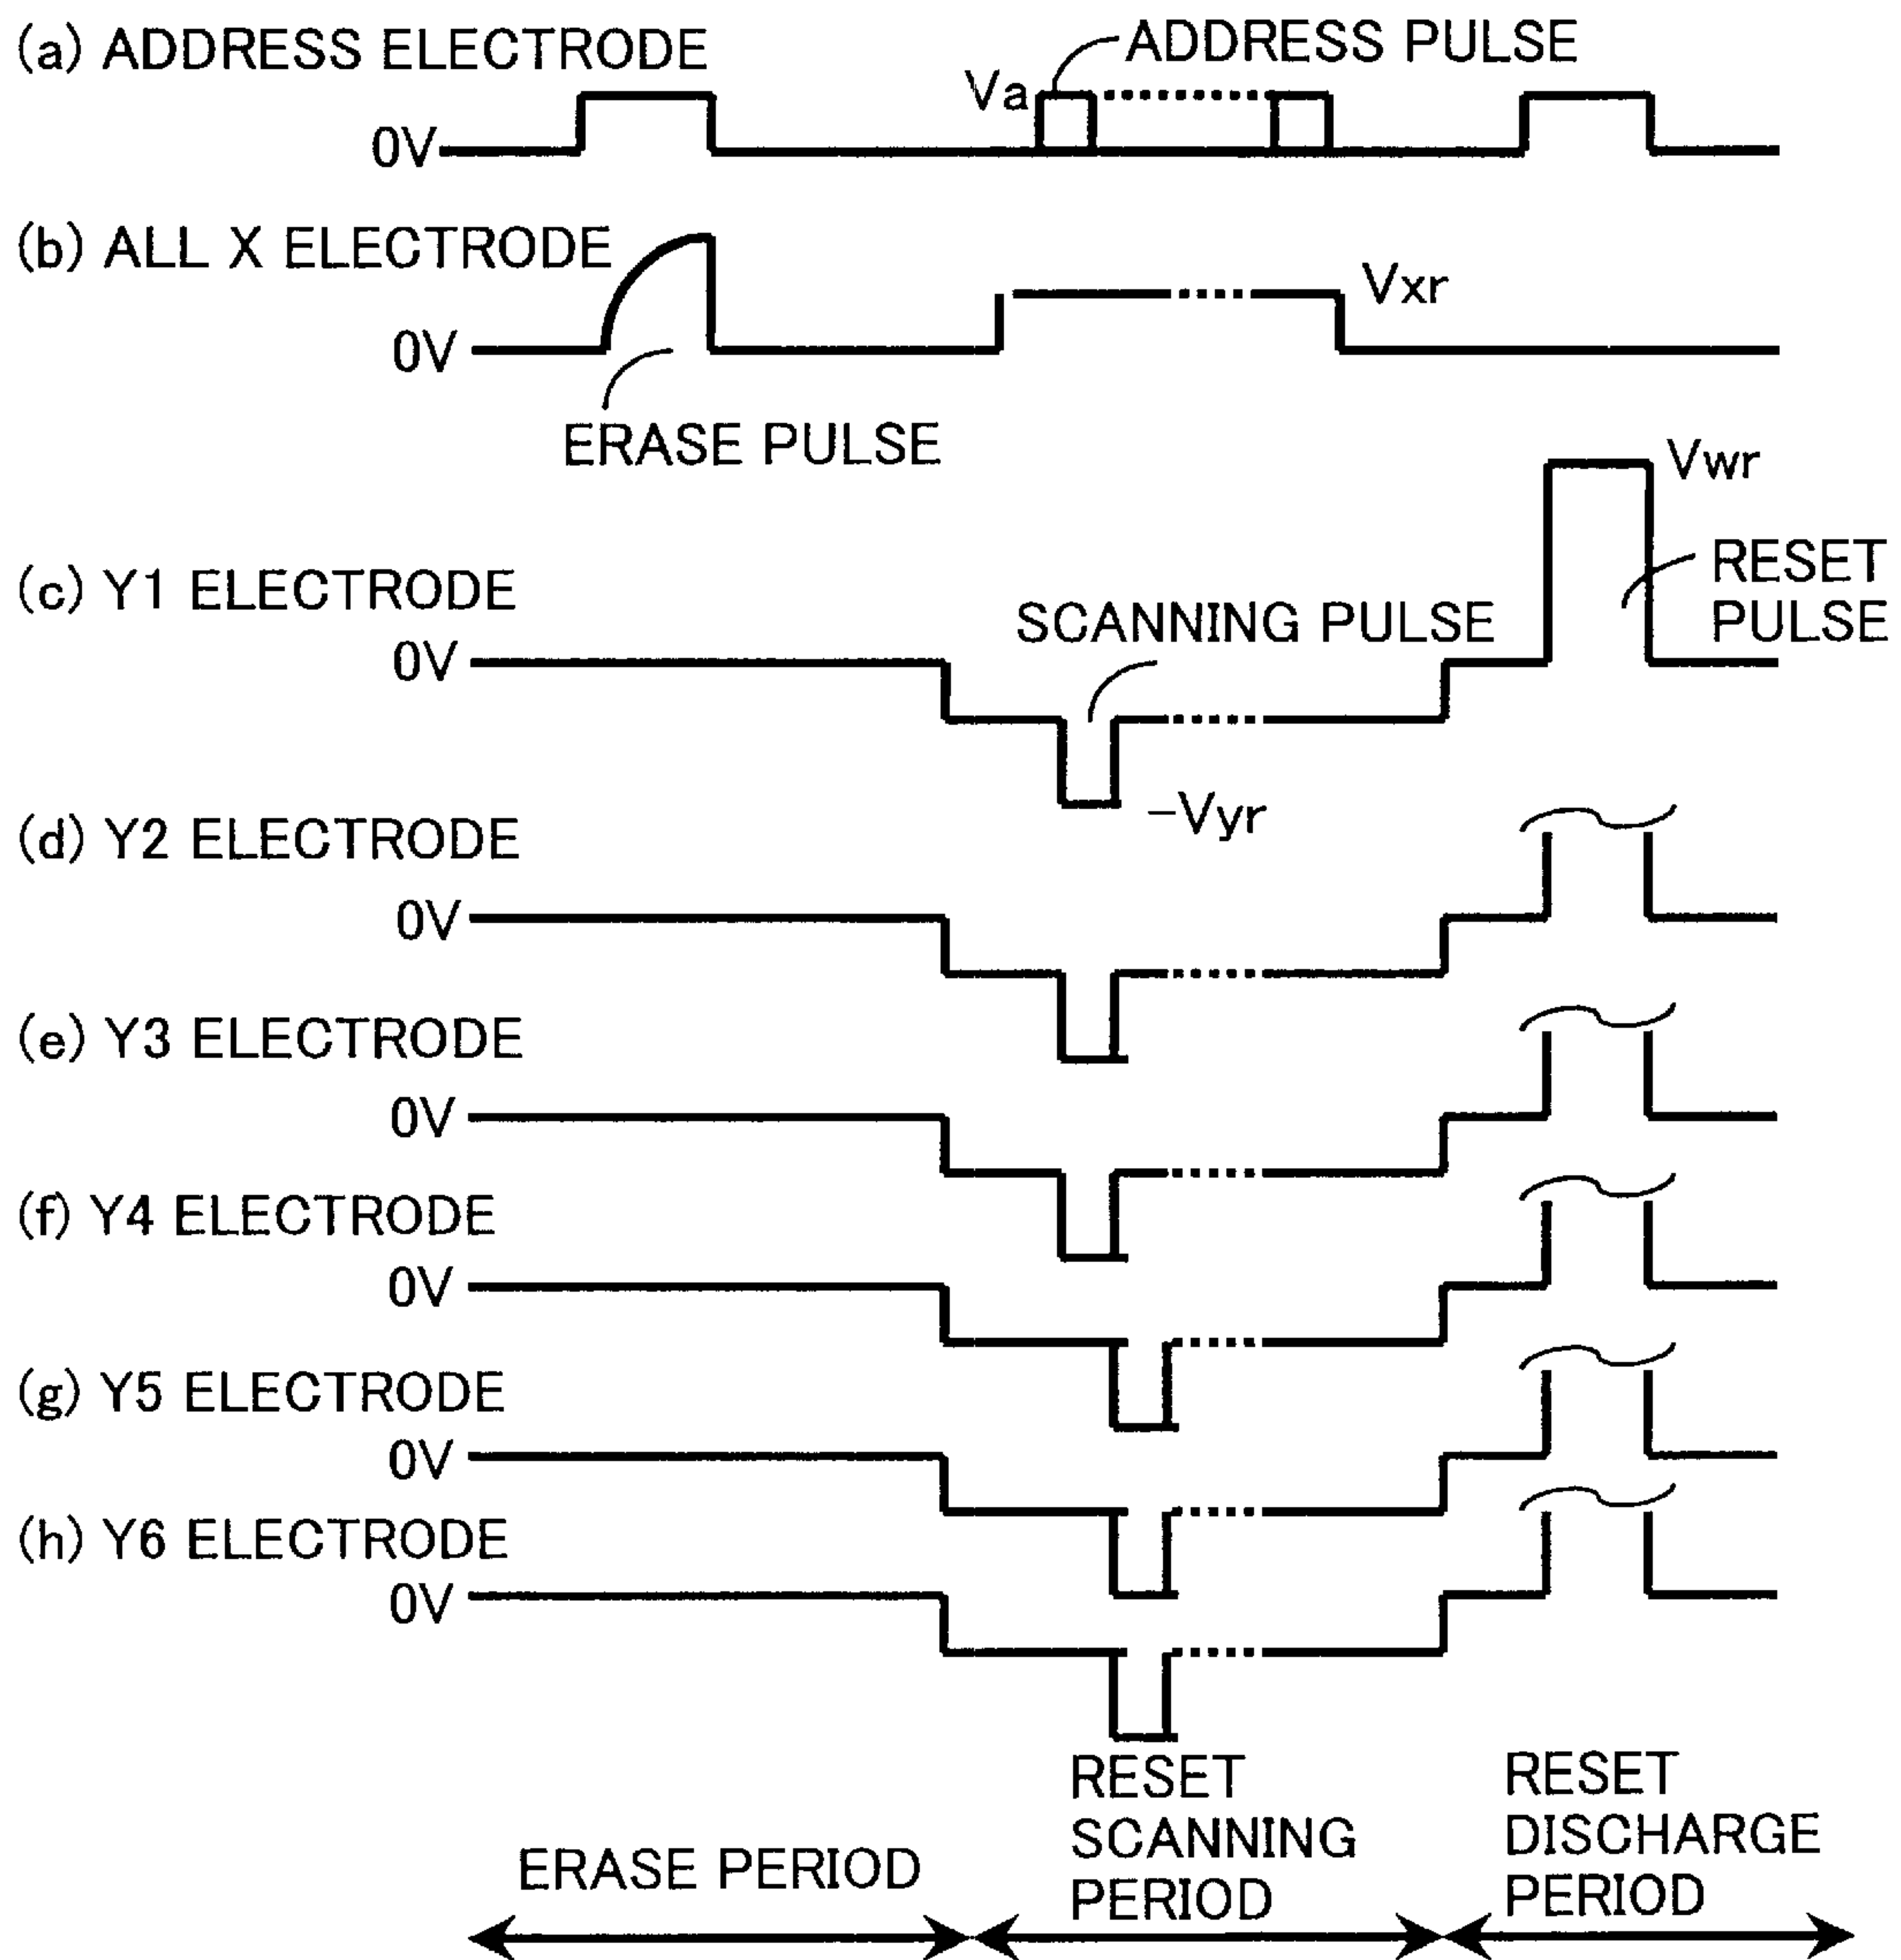 (a) ADDRESS ELECTRODE
ADDRESS PULSE
Va
0V
(b) ALL X ELECTRODE
Vxr
0V
ERASE PULSE
Vwr
(c) Y1 ELECTRODE
RESET
PULSE
SCANNING PULSE
0V
-Vyr
(d) Y2 ELECTRODE
0V
(e) Y3 ELECTRODE
0V
(f) Y4 ELECTRODE
0V
(g) Y5 ELECTRODE
0V
(h) Y6 ELECTRODE
0V
ERASE PERIOD
RESET
SCANNING
PERIOD
RESET
DISCHARGE
PERIOD